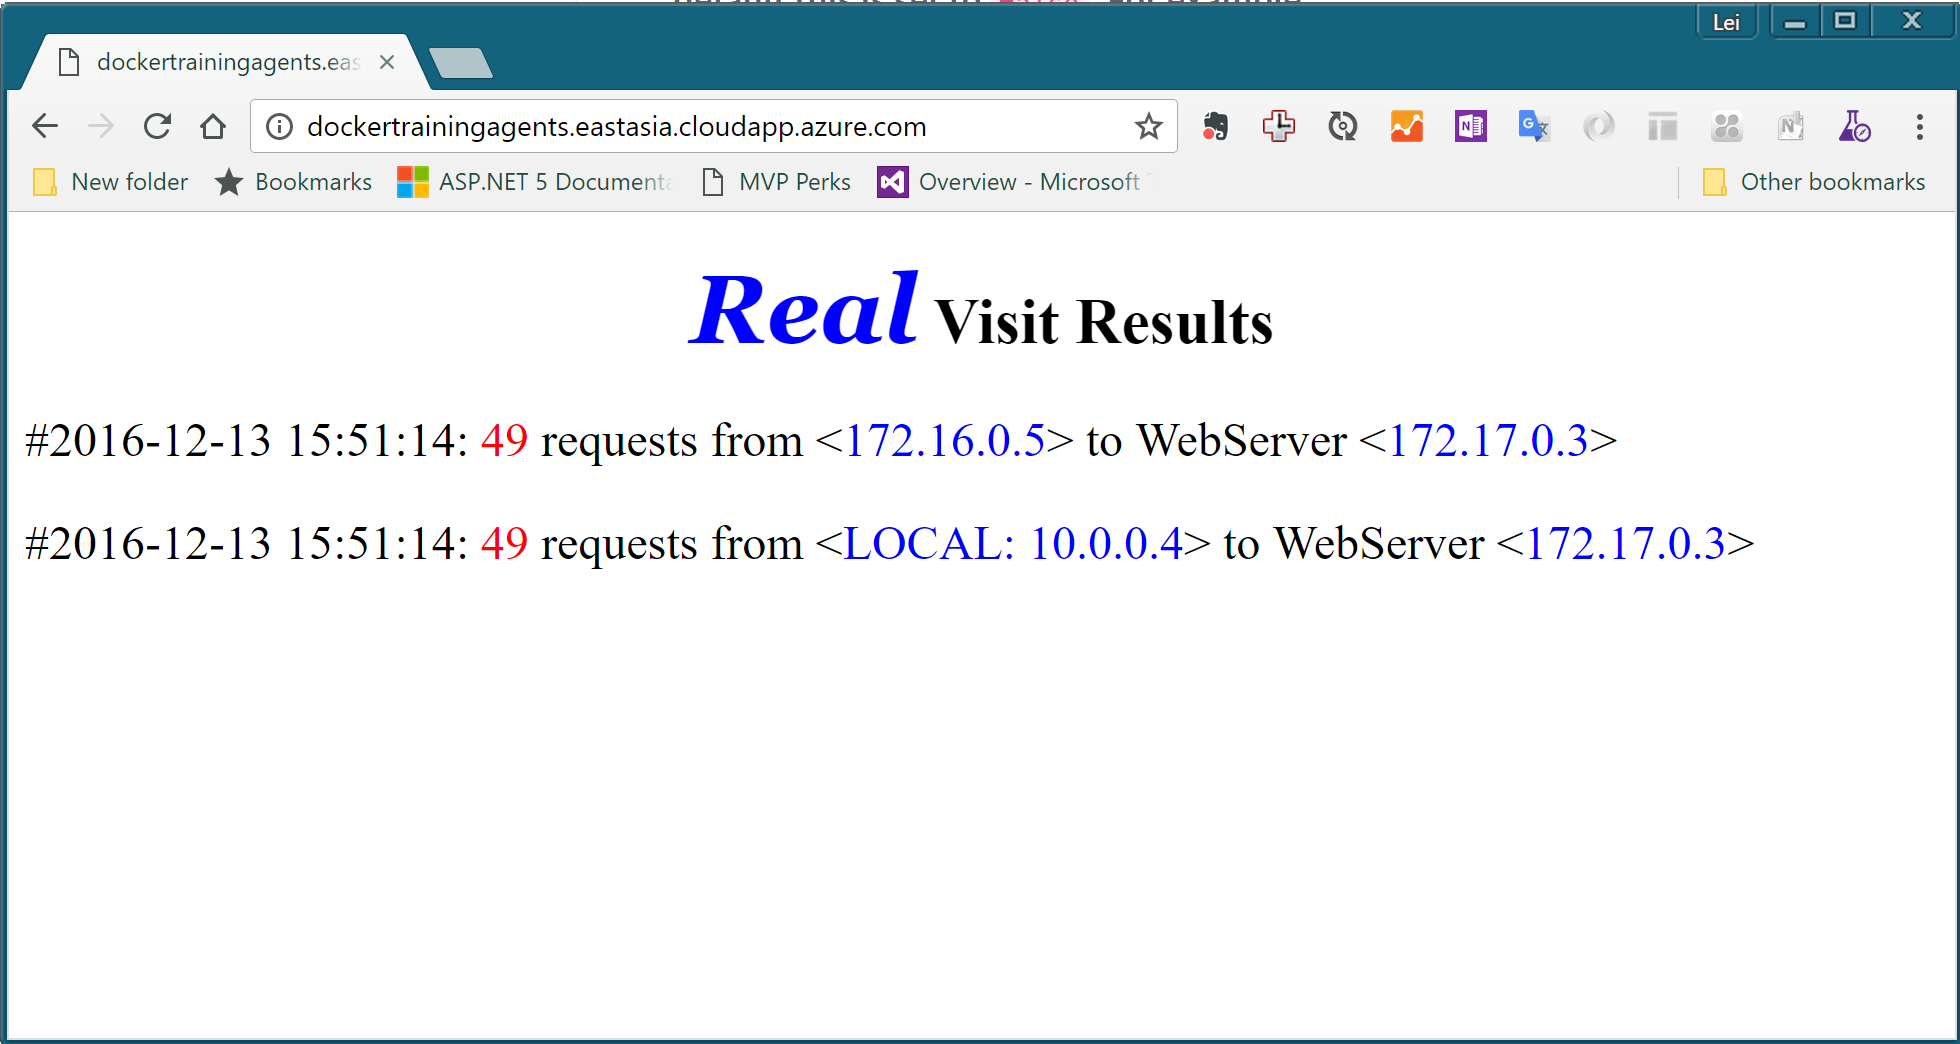 Lei
dockertrainingagents.eas
dockertrainingagents.eastasia.cloudapp.azure.com
New folder
Bookmarks
ASP.NET 5 Documenta
MVP Perks
Overview - Microsoft
Other bookmarks
Real Visit Results
#2016-12-13 15:51:14: 49 requests from <172.16.0.5> to WebServer <172.17.0.3>
#2016-12-13 15:51:14: 49 requests from <LOCAL: 10.0.0.4> to WebServer <172.17.0.3>